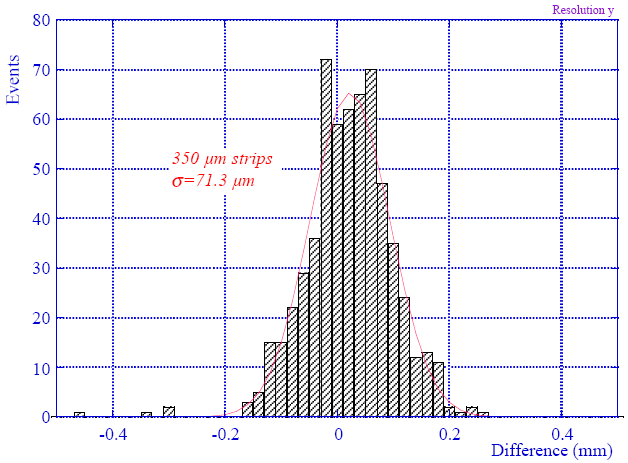 Resolution y
80
70
60
50
40
30
20
10
0
Events
350 μm strips
σ=71.3 μm
-0.4 -0.2 0 0.2 0.4
Difference (mm)